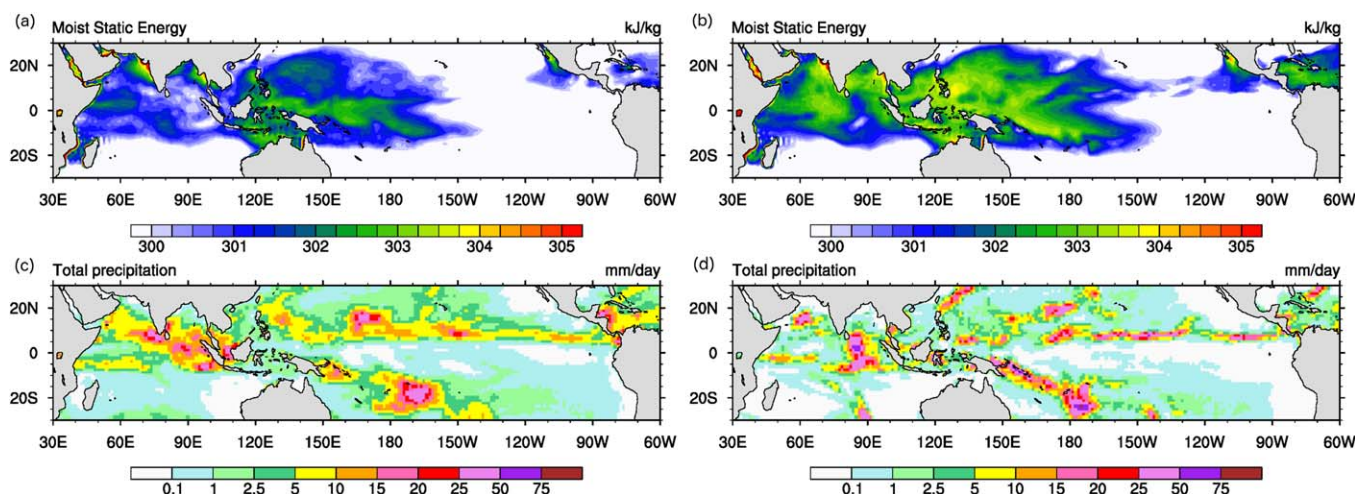 (a)
Moist Static Energy kJ/kg
20N
0
20S
30E 60E 90E 120E 150E 180 150W 120W 90W 60W
300 301 302 303 304 305
(b)
Moist Static Energy kJ/kg
20N
0
20S
30E 60E 90E 120E 150E 180 150W 120W 90W 60W
300 301 302 303 304 305
(c)
Total precipitation mm/day
20N
0
20S
30E 60E 90E 120E 150E 180 150W 120W 90W 60W
0.1 1 2.5 5 10 15 20 25 50 75
(d)
Total precipitation mm/day
20N
0
20S
30E 60E 90E 120E 150E 180 150W 120W 90W 60W
0.1 1 2.5 5 10 15 20 25 50 75